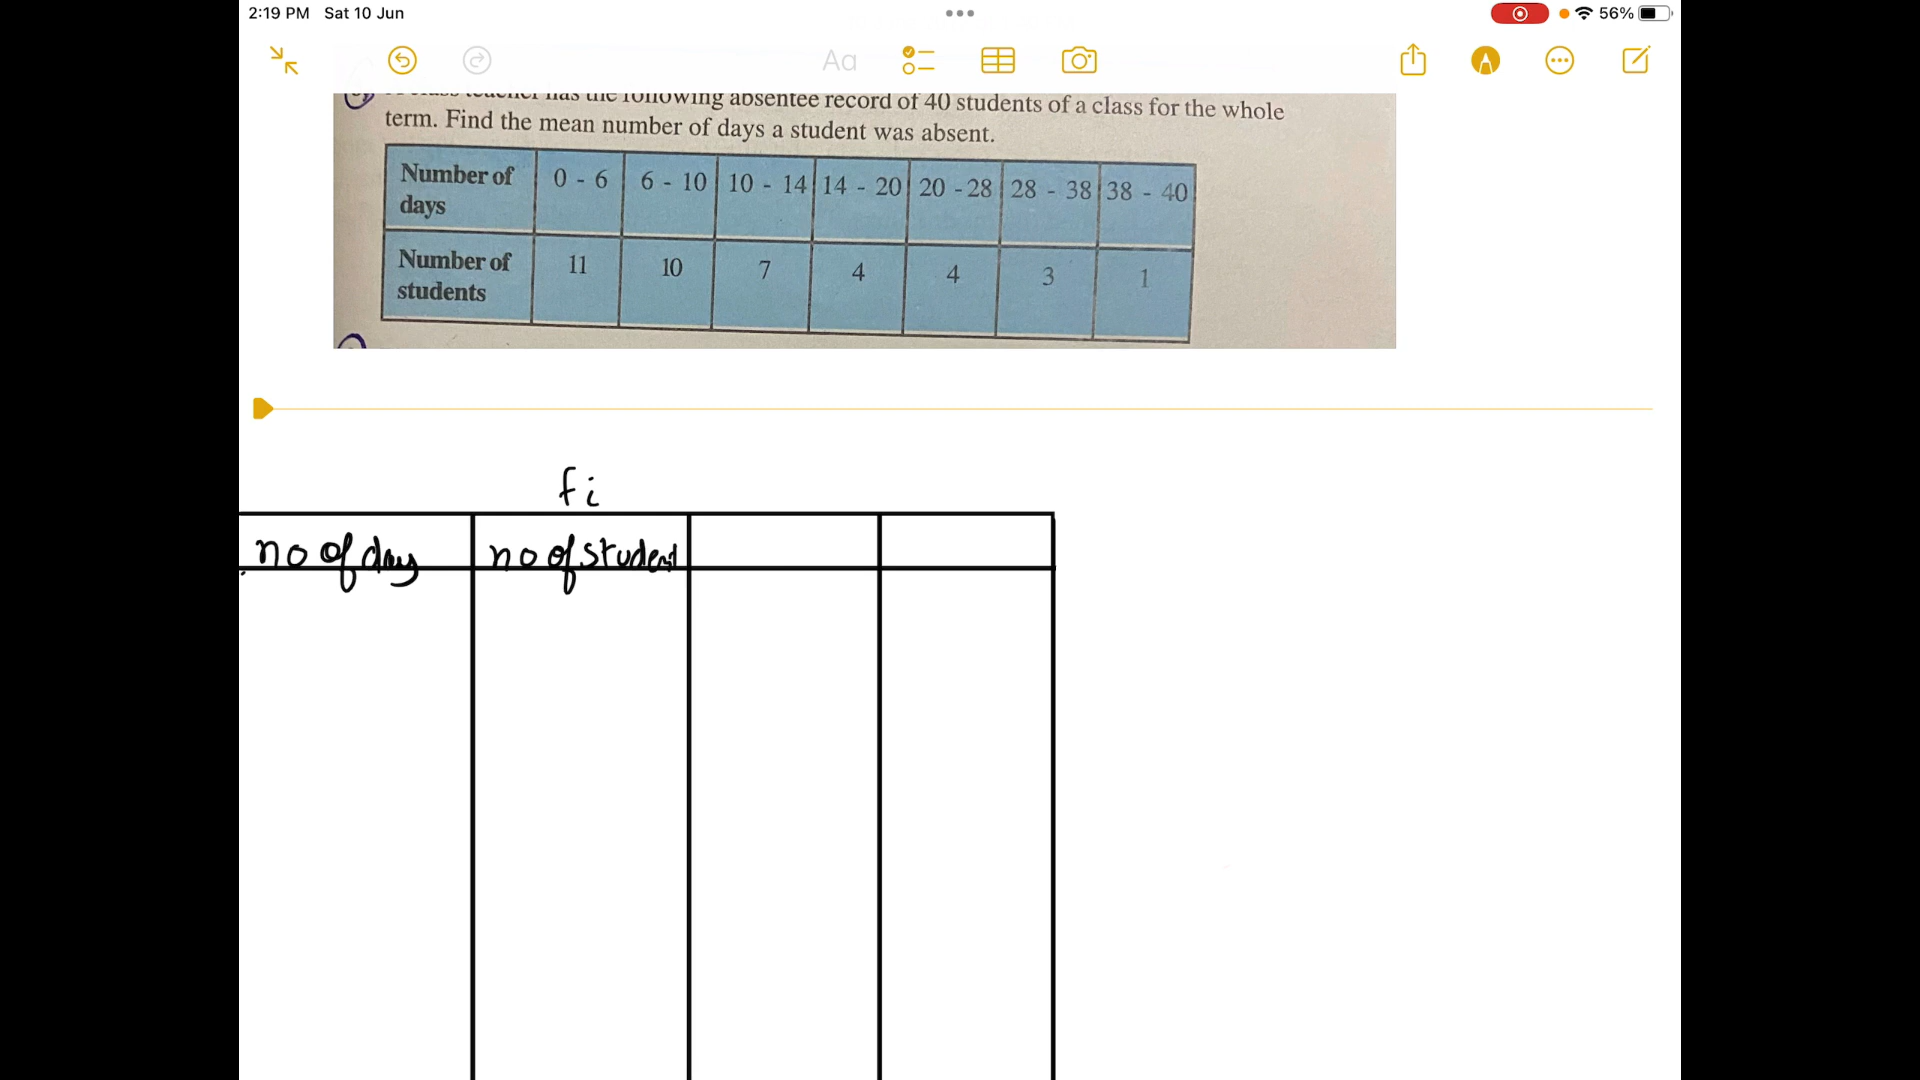 2:19 PM Sat 10 Jun
56%
Aa
has the following absentee record of 40 students of a class for the whole
term. Find the mean number of days a student was absent.
Number of days 0 - 6 6 - 10 10 - 14 14 - 20 20 - 28 28 - 38 38 - 40
Number of students 11 10 7 4 4 3 1
fi
no of day no of student